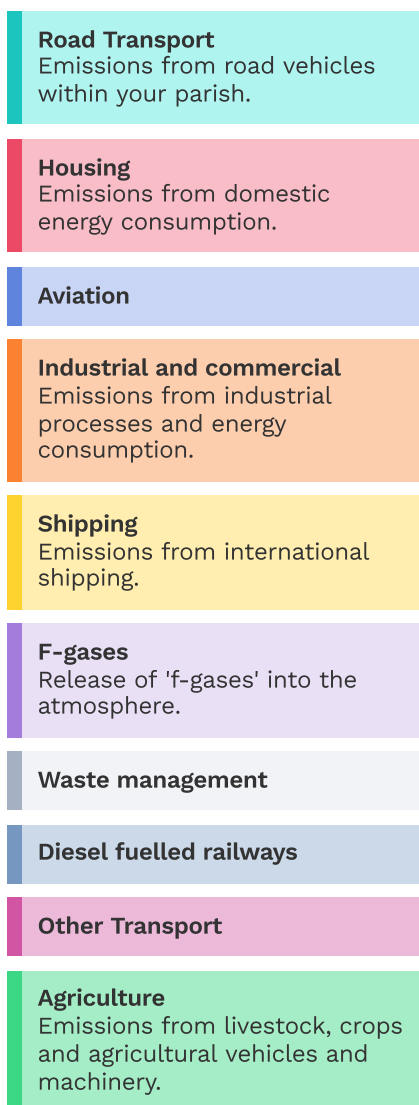 Road Transport
Emissions from road vehicles
within your parish.
Housing
Emissions from domestic
energy consumption.
Aviation
Industrial and commercial
Emissions from industrial
processes and energy
consumption.
Shipping
Emissions from international
shipping.
F-gases
Release of 'f-gases' into the
atmosphere.
Waste management
Diesel fuelled railways
Other Transport
Agriculture
Emissions from livestock, crops
and agricultural vehicles and
machinery.